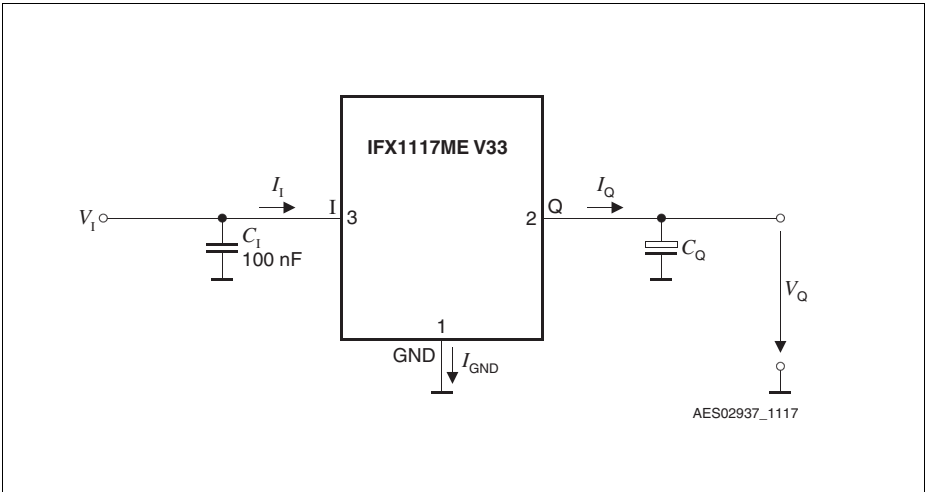 IFX1117ME V33
I_I
I_Q
V_I
I
3
2
Q
C_I
100 nF
C_Q
V_Q
1
GND
I_GND
AES02937_1117